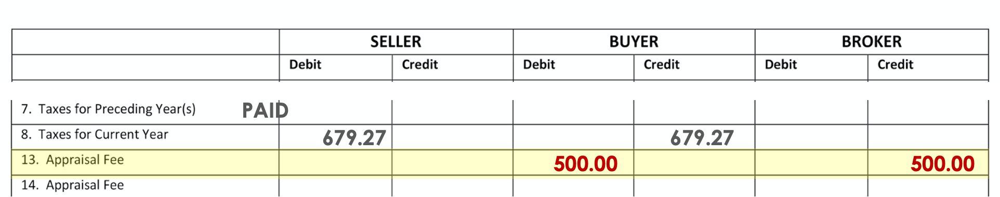 SELLER BUYER BROKER
Debit Credit Debit Credit Debit Credit
7. Taxes for Preceding Year(s) PAID
8. Taxes for Current Year 679.27 679.27
13. Appraisal Fee 500.00 500.00
14. Appraisal Fee